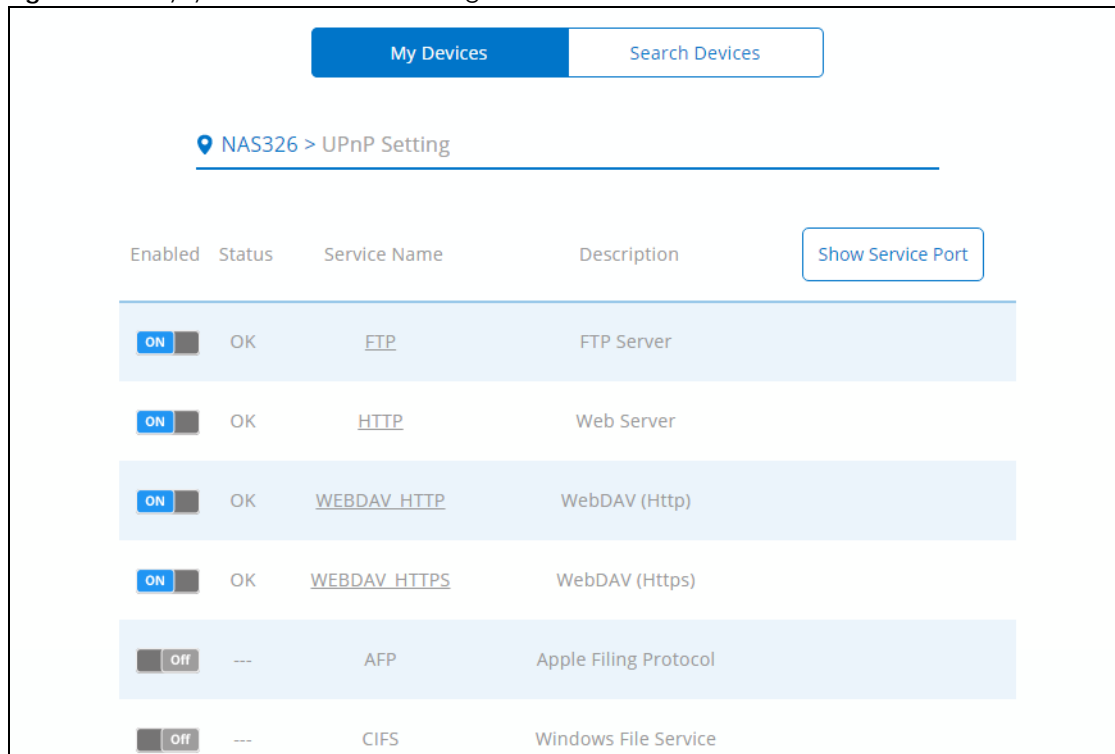 My Devices Search Devices
NAS326 > UPnP Setting
Enabled Status Service Name Description Show Service Port
ON OK FTP FTP Server
ON OK HTTP Web Server
ON OK WEBDAV_HTTP WebDAV (Http)
ON OK WEBDAV_HTTPS WebDAV (Https)
Off --- AFP Apple Filing Protocol
Off --- CIFS Windows File Service